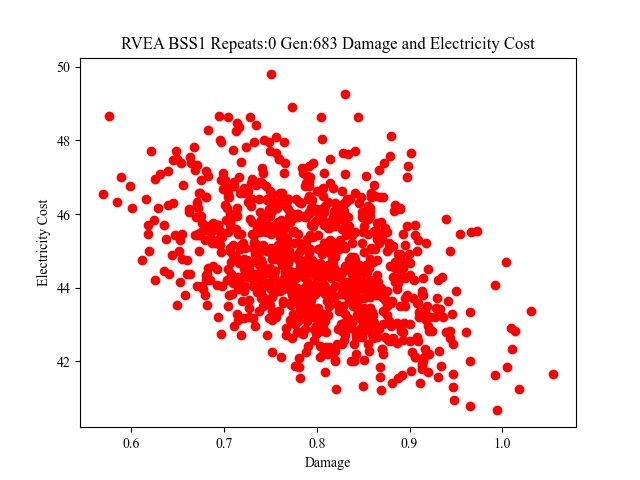 RVEA BSS1 Repeats:0 Gen:683 Damage and Electricity Cost
50
48
46
44
42
Electricity Cost
0.6 0.7 0.8 0.9 1.0
Damage